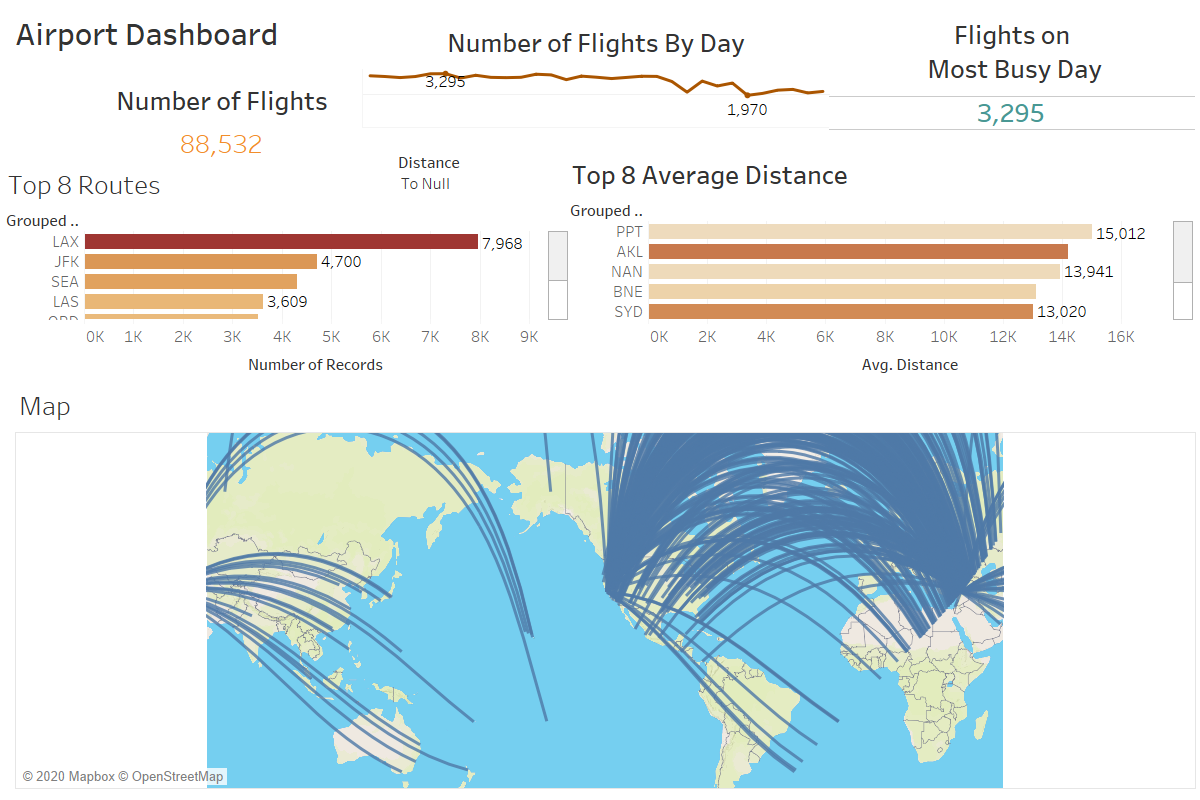 Airport Dashboard
Number of Flights
88,532
Number of Flights By Day
3,295
1,970
Flights on
Most Busy Day
3,295
Distance
To Null
Top 8 Routes
Grouped ..
LAX
7,968
JFK
4,700
SEA
LAS
3,609
0K 1K 2K 3K 4K 5K 6K 7K 8K 9K
Number of Records
Top 8 Average Distance
Grouped ..
PPT
15,012
AKL
NAN
13,941
BNE
SYD
13,020
0K 2K 4K 6K 8K 10K 12K 14K 16K
Avg. Distance
Map
© 2020 Mapbox © OpenStreetMap